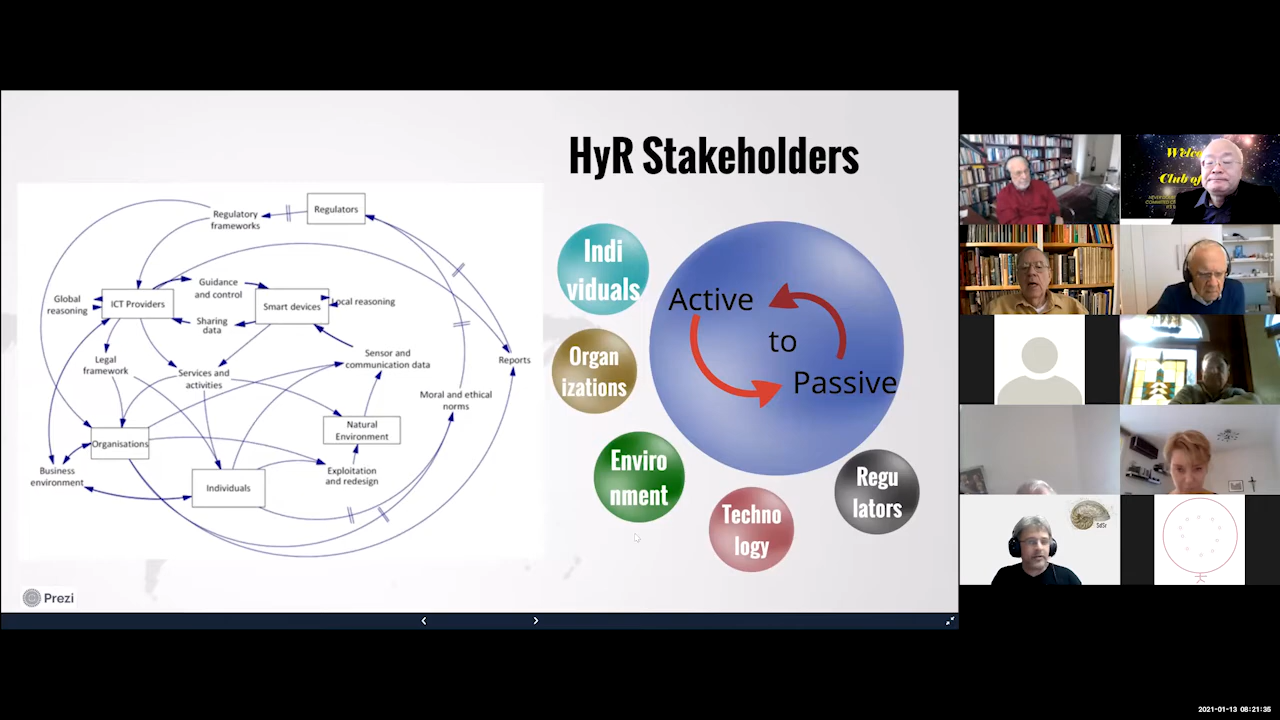 HyR Stakeholders
Regulators
Regulatory
frameworks
Guidance
and control
ICT Providers
Smart devices
Local reasoning
Global
reasoning
Sharing
data
Legal
framework
Services and
activities
Sensor and
communication data
Reports
Moral and ethical
norms
Natural
Environment
Organisations
Business
environment
Individuals
Exploitation
and redesign
Indi
viduals
Organ
izations
Enviro
nment
Techno
logy
Regu
lators
Active
to
Passive
Prezi
Club of
SdSr
2021-01-13 08:21:35